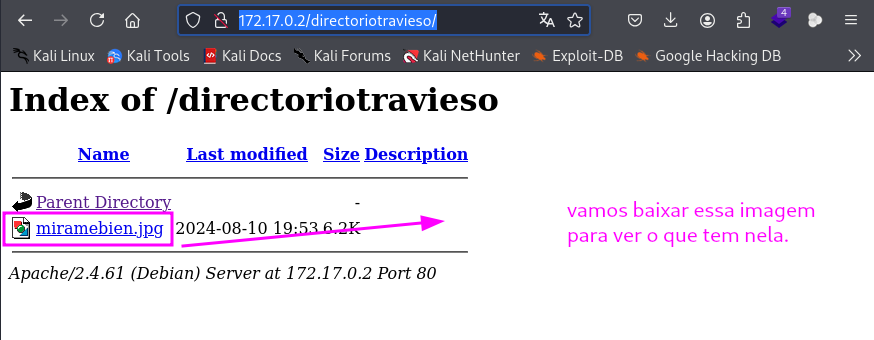 172.17.0.2/directoriotravieso/
4
Kali Linux Kali Tools Kali Docs Kali Forums Kali NetHunter Exploit-DB Google Hacking DB
Index of /directoriotravieso
Name Last modified Size Description
Parent Directory -
miramebien.jpg 2024-08-10 19:53 6.2K
vamos baixar essa imagem
para ver o que tem nela.
Apache/2.4.61 (Debian) Server at 172.17.0.2 Port 80